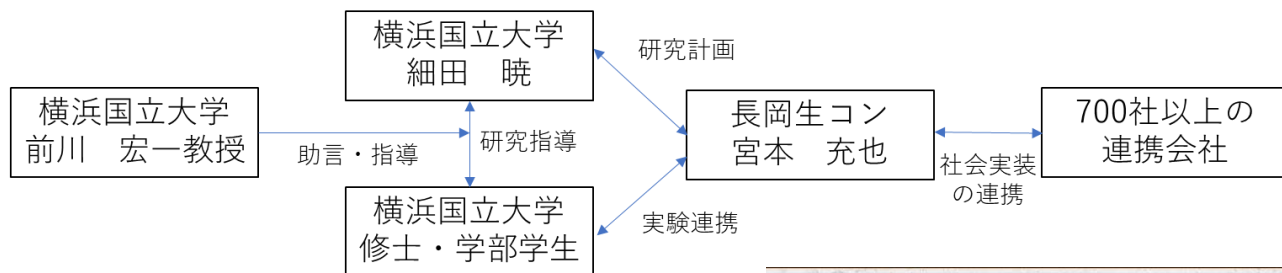 横浜国立大学
前川　宏一教授
助言・指導
横浜国立大学
細田　暁
研究指導
横浜国立大学
修士・学部学生
研究計画
実験連携
長岡生コン
宮本　充也
社会実装
の連携
700社以上の
連携会社